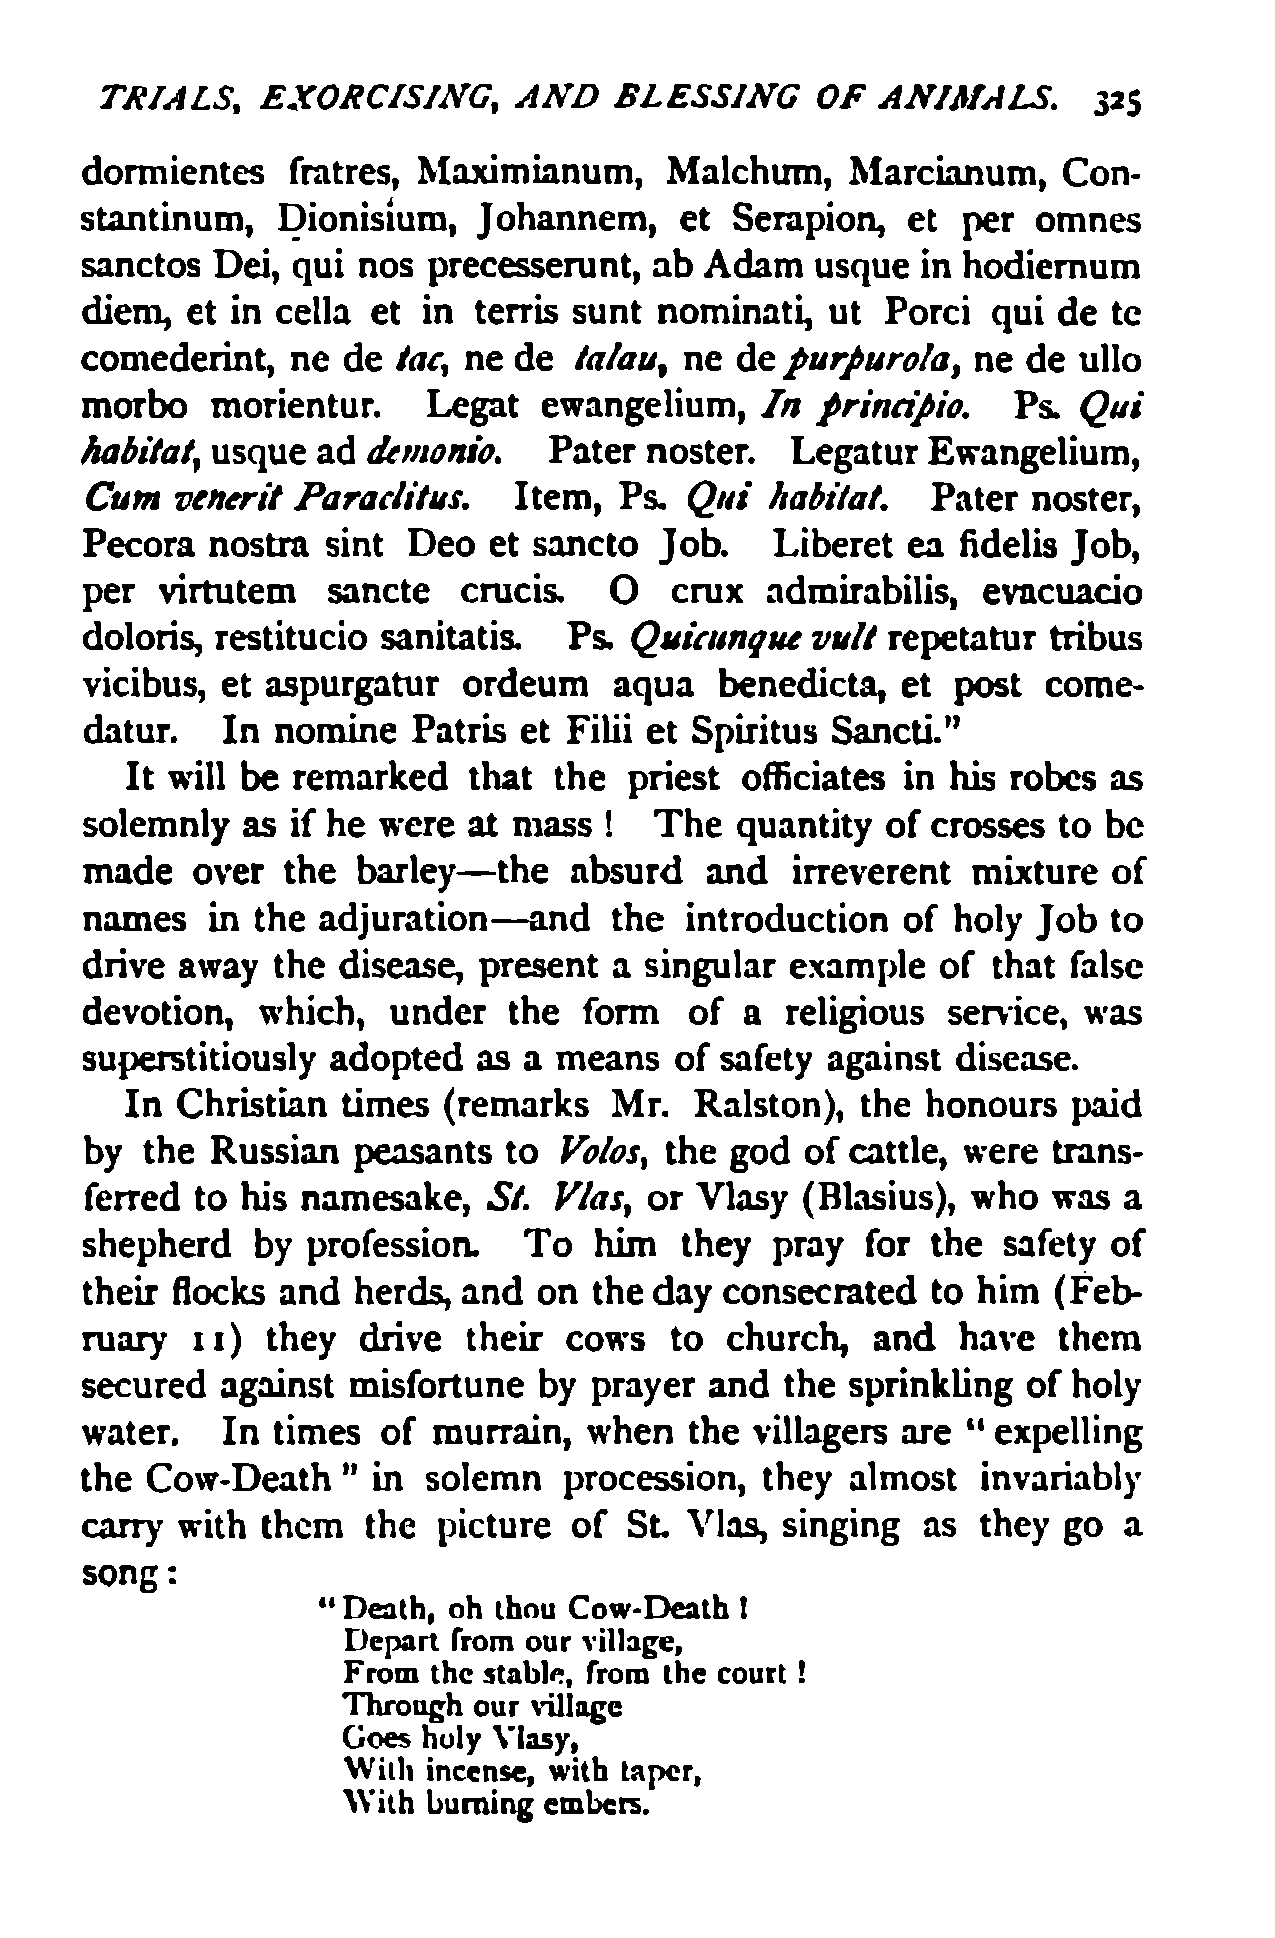 TRIALS, EXORCISING, AND BLESSING OF ANIMALS. 325
dormientes fratres, Maximianum, Malchum, Marcianum, Con-
stantinum, Dionisium, Johannem, et Serapion, et per omnes
sanctos Dei, qui nos precesserunt, ab Adam usque in hodiernum
diem, et in cella et in terris sunt nominati, ut Porci qui de te
comederint, ne de lac, ne de lalau, ne de purpurola, ne de ullo
morbo morientur. Legat ewangelium, In principio. Ps. Qui
habitat, usque ad demonio. Pater noster. Legatur Ewangelium,
Cum venerit Paraclitus. Item, Ps. Qui habitat. Pater noster,
Pecora nostra sint Deo et sancto Job. Liberet ea fidelis Job,
per virtutem sancte crucis. O crux admirabilis, evacuacio
doloris, restitucio sanitatis. Ps. Quicunque vult repetatur tribus
vicibus, et aspurgatur ordeum aqua benedicta, et post come-
datur. In nomine Patris et Filii et Spiritus Sancti."
It will be remarked that the priest officiates in his robes as
solemnly as if he were at mass ! The quantity of crosses to be
made over the barley—the absurd and irreverent mixture of
names in the adjuration—and the introduction of holy Job to
drive away the disease, present a singular example of that false
devotion, which, under the form of a religious service, was
superstitiously adopted as a means of safety against disease.
In Christian times (remarks Mr. Ralston), the honours paid
by the Russian peasants to Volos, the god of cattle, were trans-
ferred to his namesake, St. Vlas, or Vlasy (Blasius), who was a
shepherd by profession. To him they pray for the safety of
their flocks and herds, and on the day consecrated to him (Feb-
ruary 11) they drive their cows to church, and have them
secured against misfortune by prayer and the sprinkling of holy
water. In times of murrain, when the villagers are " expelling
the Cow-Death " in solemn procession, they almost invariably
carry with them the picture of St. Vlas, singing as they go a
song :
" Death, oh thou Cow-Death !
Depart from our village,
From the stable, from the court !
Through our village
Goes holy Vlasy,
With incense, with taper,
With burning embers.